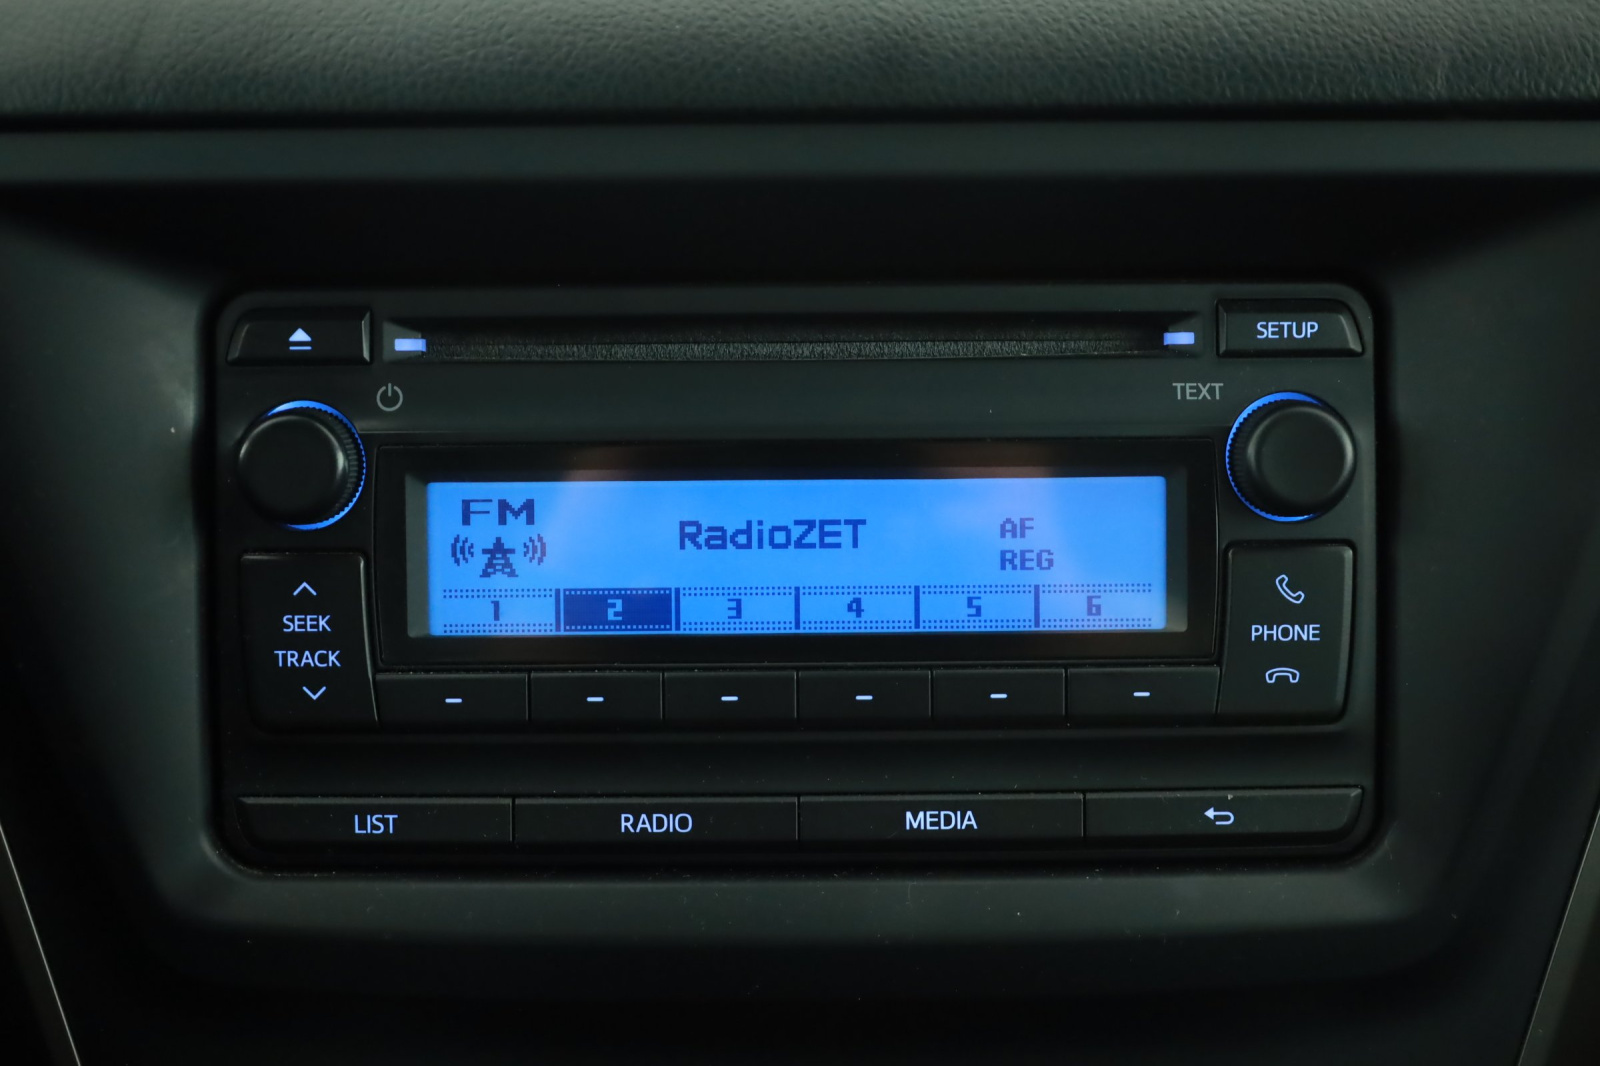 SETUP
TEXT
FM
RadioZET
AF
REG
1 2 3 4 5 6
SEEK
TRACK
PHONE
LIST RADIO MEDIA